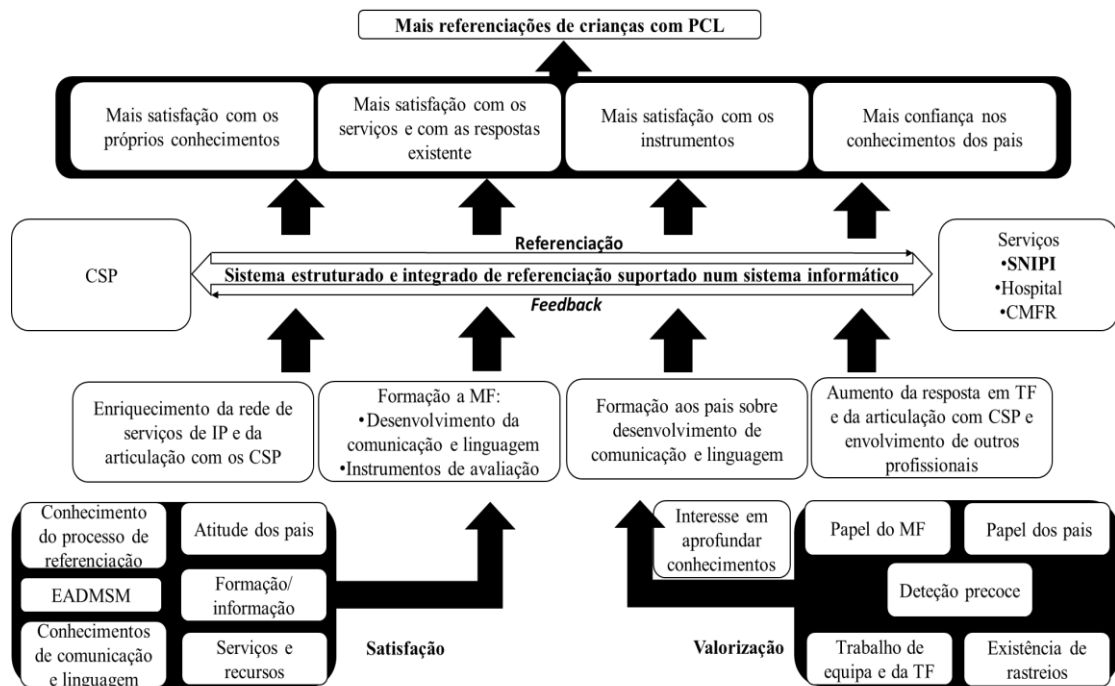 Mais referenciações de crianças com PCL
Mais satisfação com os
próprios conhecimentos
Mais satisfação com os
serviços e com as respostas
existente
Mais satisfação com os
instrumentos
Mais confiança nos
conhecimentos dos pais
CSP
Referenciação
Sistema estruturado e integrado de referenciação suportado num sistema informático
Feedback
Serviços
•SNIPI
•Hospital
•CMFR
Enriquecimento da rede de
serviços de IP e da
articulação com os CSP
Formação a MF:
•Desenvolvimento da
comunicação e linguagem
•Instrumentos de avaliação
Formação aos pais sobre
desenvolvimento de
comunicação e linguagem
Aumento da resposta em TF
e da articulação com CSP e
envolvimento de outros
profissionais
Conhecimento
do processo de
referenciação
Atitude dos pais
EADMSM
Formação/
informação
Conhecimentos
de comunicação
e linguagem
Serviços e
recursos
Satisfação
Interesse em
aprofundar
conhecimentos
Valorização
Papel do MF
Papel dos pais
Deteção precoce
Trabalho de
equipa e da TF
Existência de
rastreios